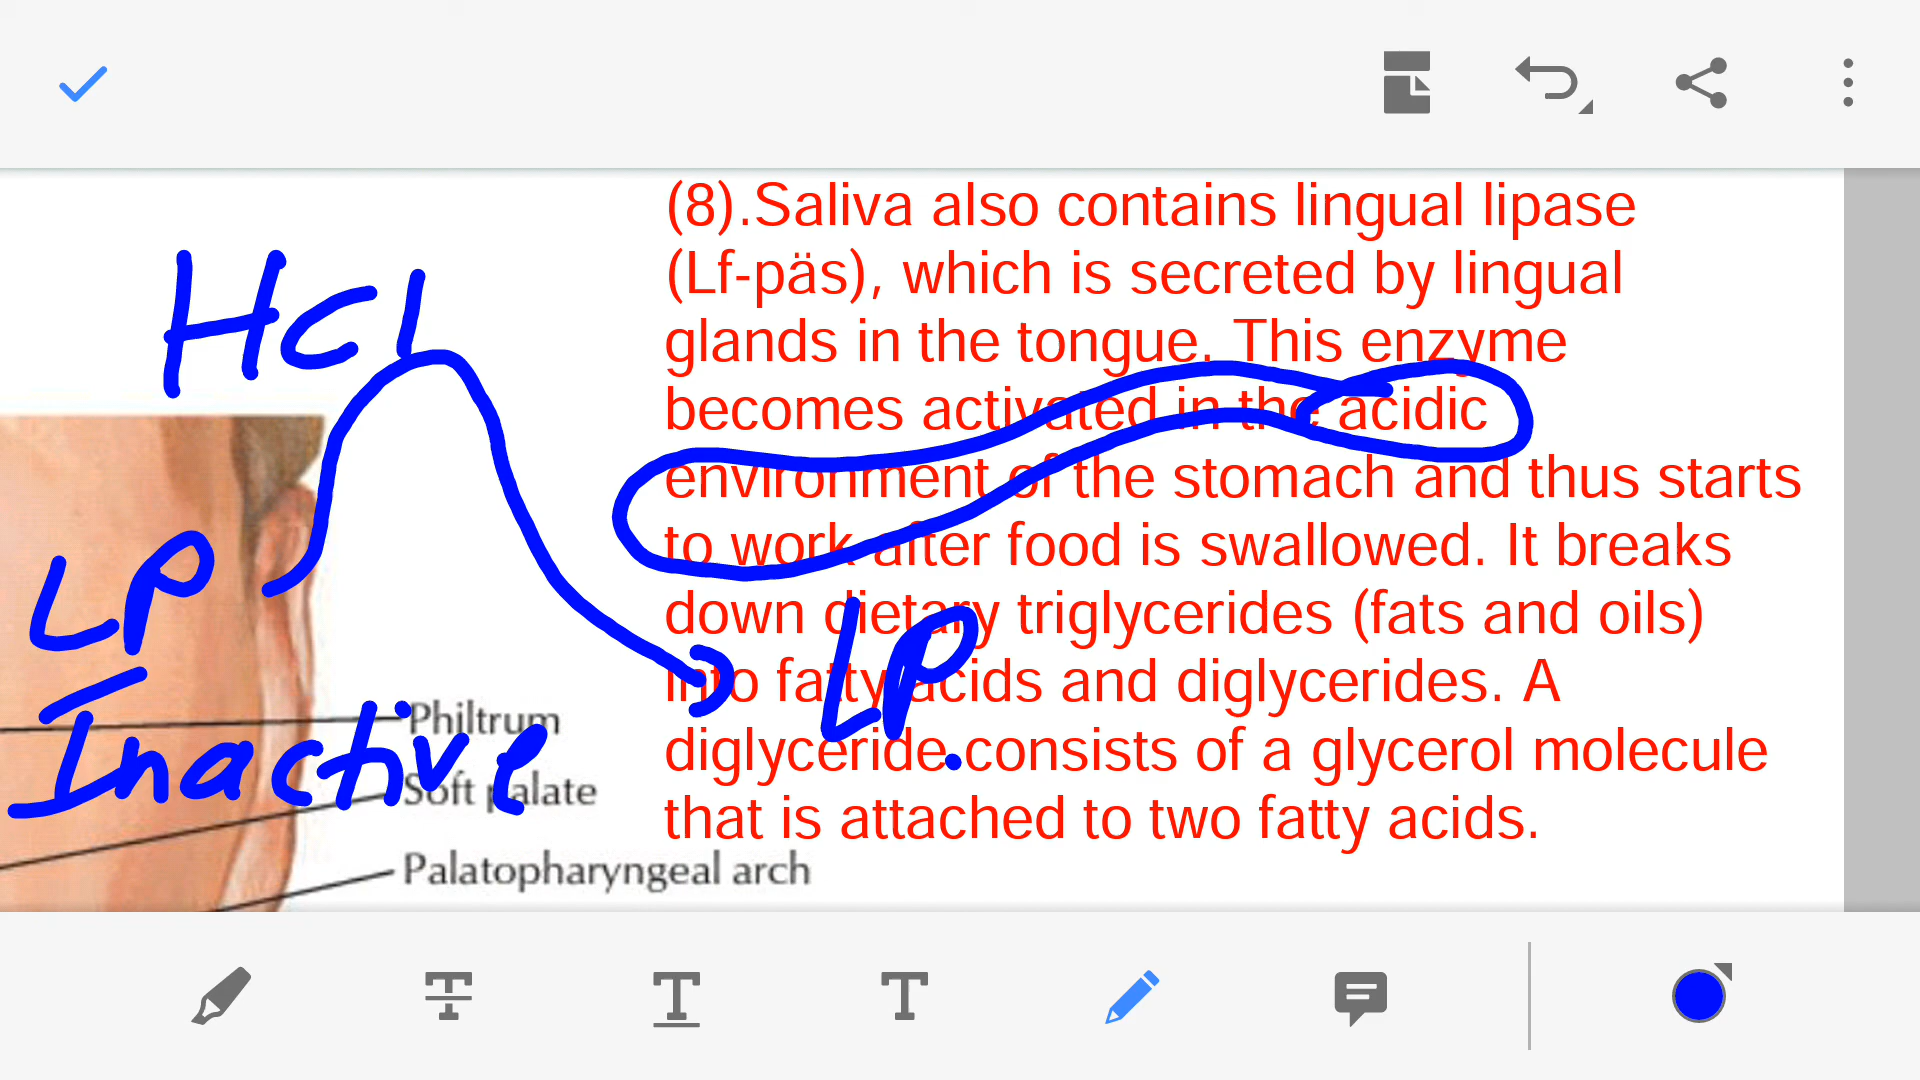 (8).Saliva also contains lingual lipase
(Lf-päs), which is secreted by lingual
glands in the tongue. This enzyme
becomes activated in the acidic
environment of the stomach and thus starts
to work after food is swallowed. It breaks
down dietary triglycerides (fats and oils)
into fatty acids and diglycerides. A
diglyceride consists of a glycerol molecule
that is attached to two fatty acids.
HCl
LP
Inactive
LP
Philtrum
Soft palate
Palatopharyngeal arch